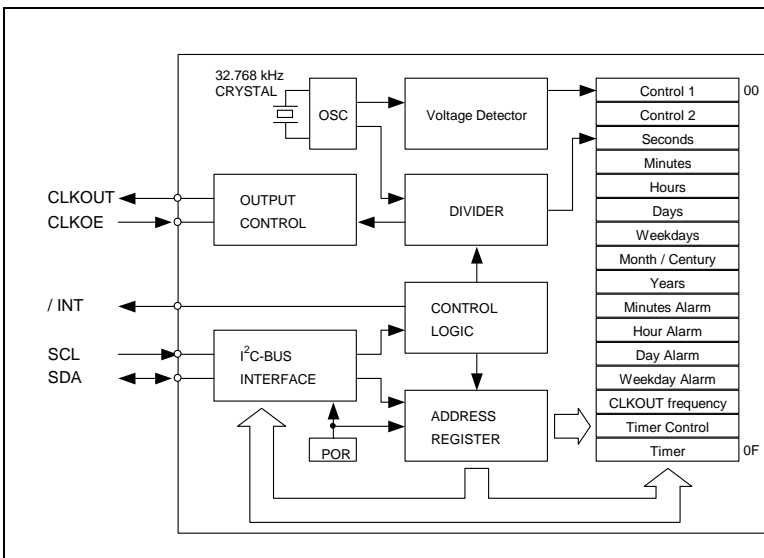 32.768 kHz
CRYSTAL
OSC
Voltage Detector
Control 1
00
Control 2
Seconds
Minutes
Hours
Days
Weekdays
Month / Century
Years
Minutes Alarm
Hour Alarm
Day Alarm
Weekday Alarm
CLKOUT frequency
Timer Control
Timer
0F
CLKOUT
CLKOE
OUTPUT
CONTROL
DIVIDER
/ INT
CONTROL
LOGIC
SCL
SDA
I²C-BUS
INTERFACE
ADDRESS
REGISTER
POR